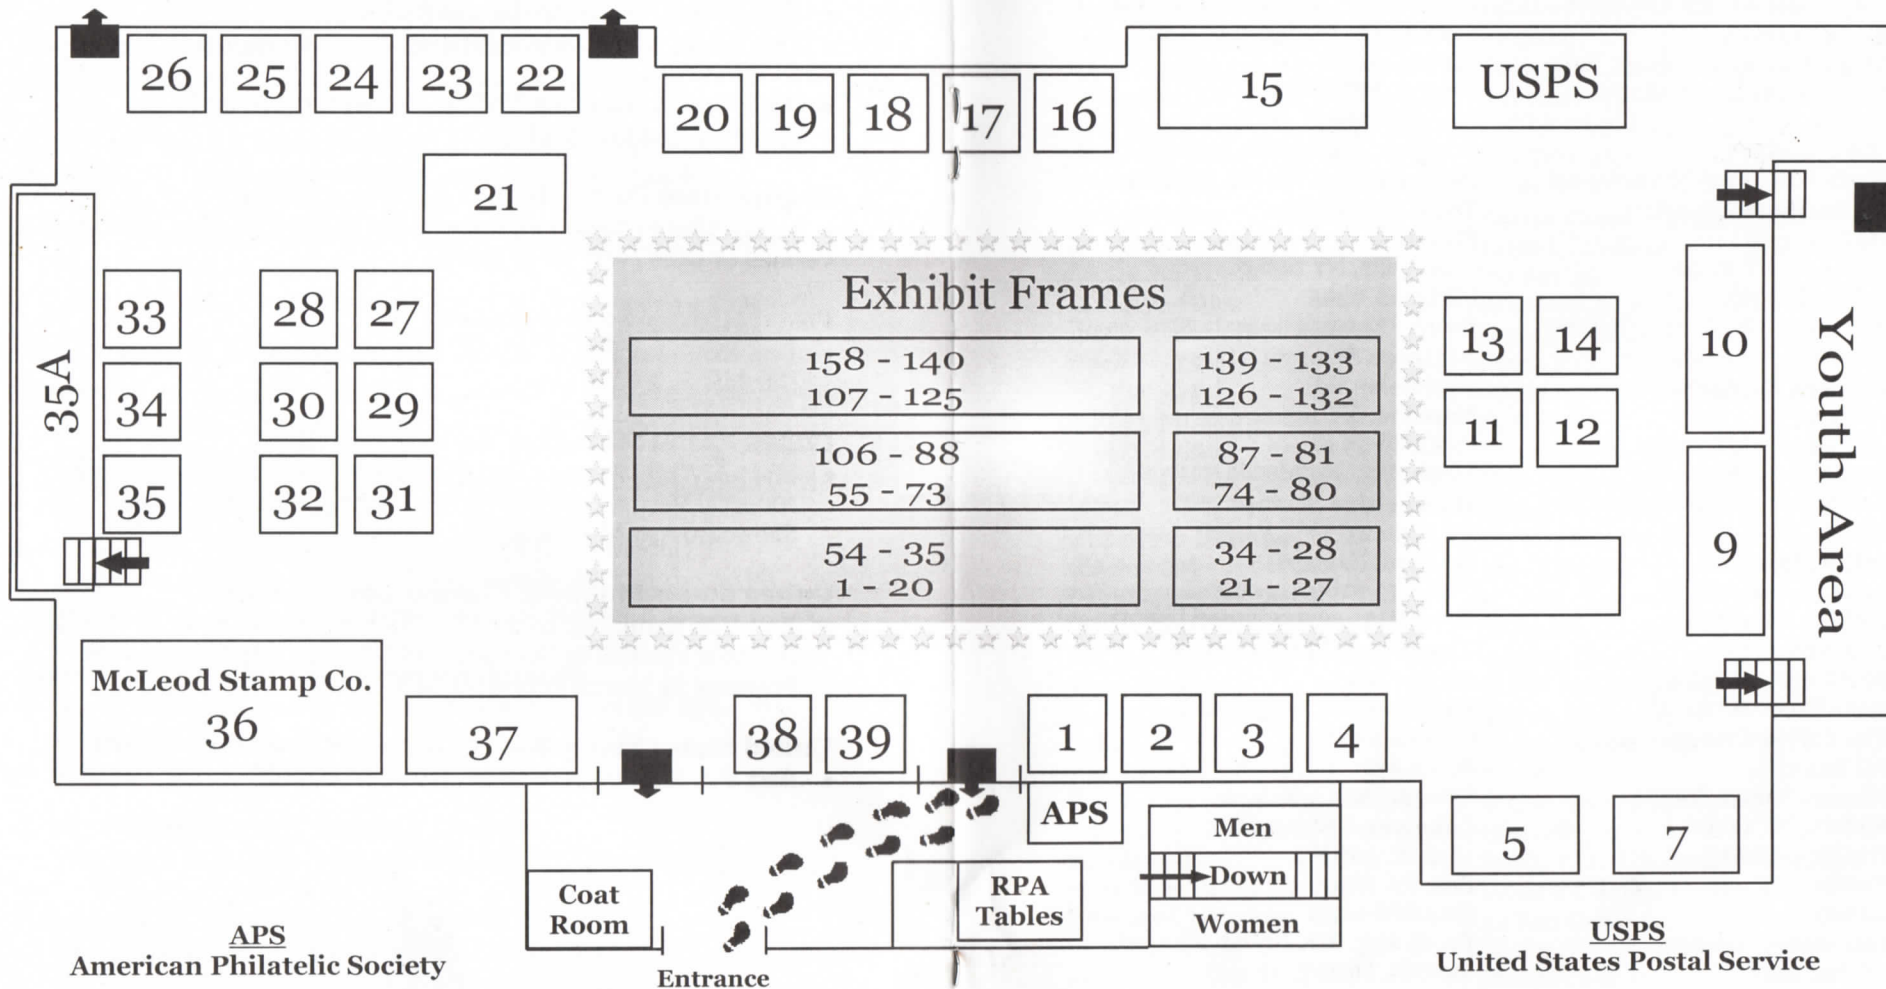 26 25 24 23 22
20 19 18 17 16
15
USPS
21
35A
33 28 27
34 30 29
35 32 31
Exhibit Frames
158 - 140
107 - 125
139 - 133
126 - 132
106 - 88
55 - 73
87 - 81
74 - 80
54 - 35
1 - 20
34 - 28
21 - 27
13 14
11 12
10
9
Youth Area
McLeod Stamp Co.
36
37
38 39
1 2 3 4
APS
Men
Down
Women
5 7
Coat
Room
RPA
Tables
Entrance
APS
American Philatelic Society
USPS
United States Postal Service